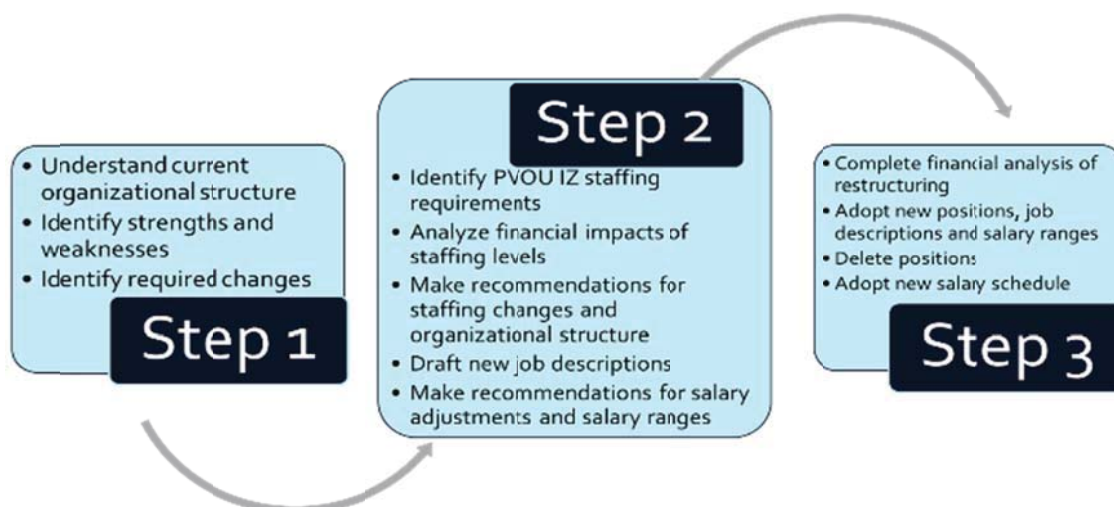 • Understand current
organizational structure
• Identify strengths and
weaknesses
• Identify required changes
Step 1
Step 2
• Identify PVOU IZ staffing
requirements
• Analyze financial impacts of
staffing levels
• Make recommendations for
staffing changes and
organizational structure
• Draft new job descriptions
• Make recommendations for salary
adjustments and salary ranges
• Complete financial analysis of
restructuring
• Adopt new positions, job
descriptions and salary ranges
• Delete positions
• Adopt new salary schedule
Step 3